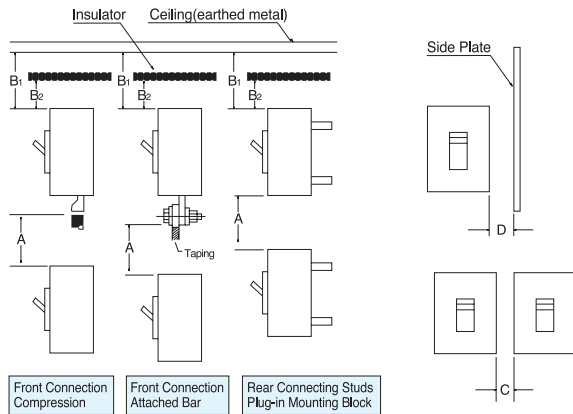 Insulator
Ceiling(earthed metal)
B1
B2
B1
B2
B1
B2
Side Plate
A
A
A
Taping
D
C
Front Connection
Compression
Front Connection
Attached Bar
Rear Connecting Studs
Plug-in Mounting Block